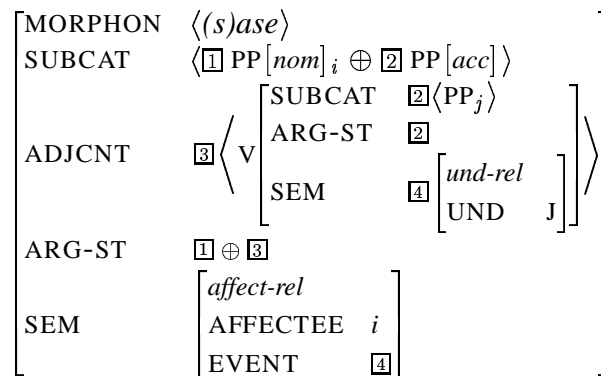 MORPHON ⟨(s)ase⟩
SUBCAT ⟨[1] PP[nom]i ⊕ [2] PP[acc]⟩
ADJCNT [3]⟨V[SUBCAT [2]⟨PPj⟩
ARG-ST [2]
SEM [4][und-rel
UND J]]⟩
ARG-ST [1] ⊕ [3]
SEM [affect-rel
AFFECTEE i
EVENT [4]]